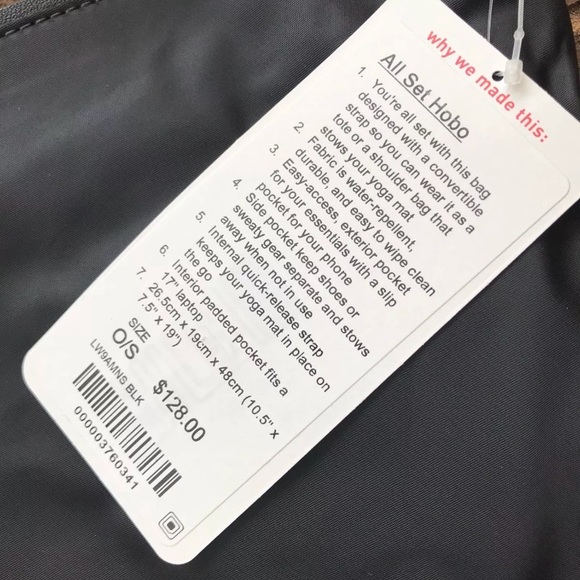 why we made this:
All Set Hobo
1. You're all set with this bag
designed with a convertible
strap so you can wear it as a
tote or a shoulder bag that
stows your yoga mat
2. Fabric is water-repellent,
durable, and easy to wipe clean
3. Easy-access, exterior pocket
for your essentials with a slip
pocket for your phone
4. Side pocket keep shoes or
sweaty gear separate and stows
away when not in use
5. Internal quick-release strap
keeps your yoga mat in place on
the go
6. Interior padded pocket fits a
17" laptop
7. 26.5cm x 19cm x 48cm (10.5" x
7.5" x 19")
SIZE
O/S
$128.00
LW9AMNS BLK
000003760341